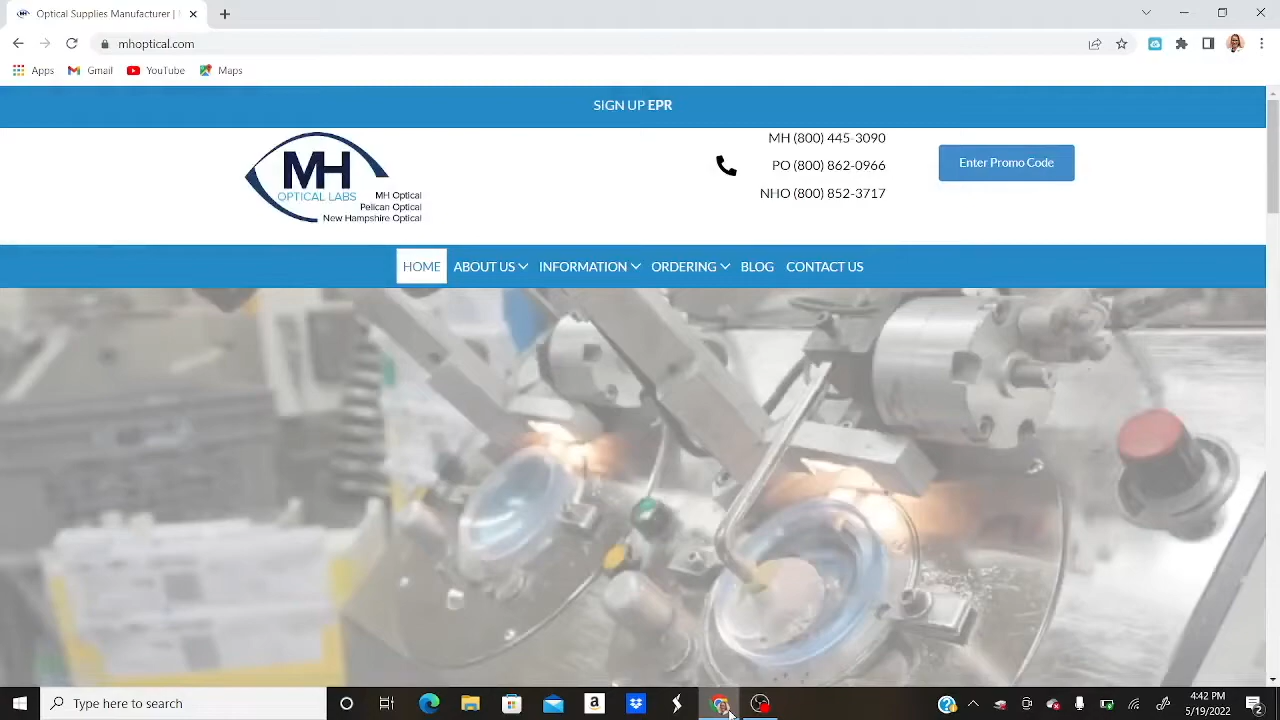 Optical Supplies Manufacturer |
mhoptical.com
Apps Gmail YouTube Maps
SIGN UP EPR
MH
OPTICAL LABS
MH Optical
Pelican Optical
New Hampshire Optical
MH (800) 445-3090
PO (800) 862-0966
NHO (800) 852-3717
Enter Promo Code
HOME ABOUT US INFORMATION ORDERING BLOG CONTACT US
Type here to search
4:42 PM
5/19/2022
2